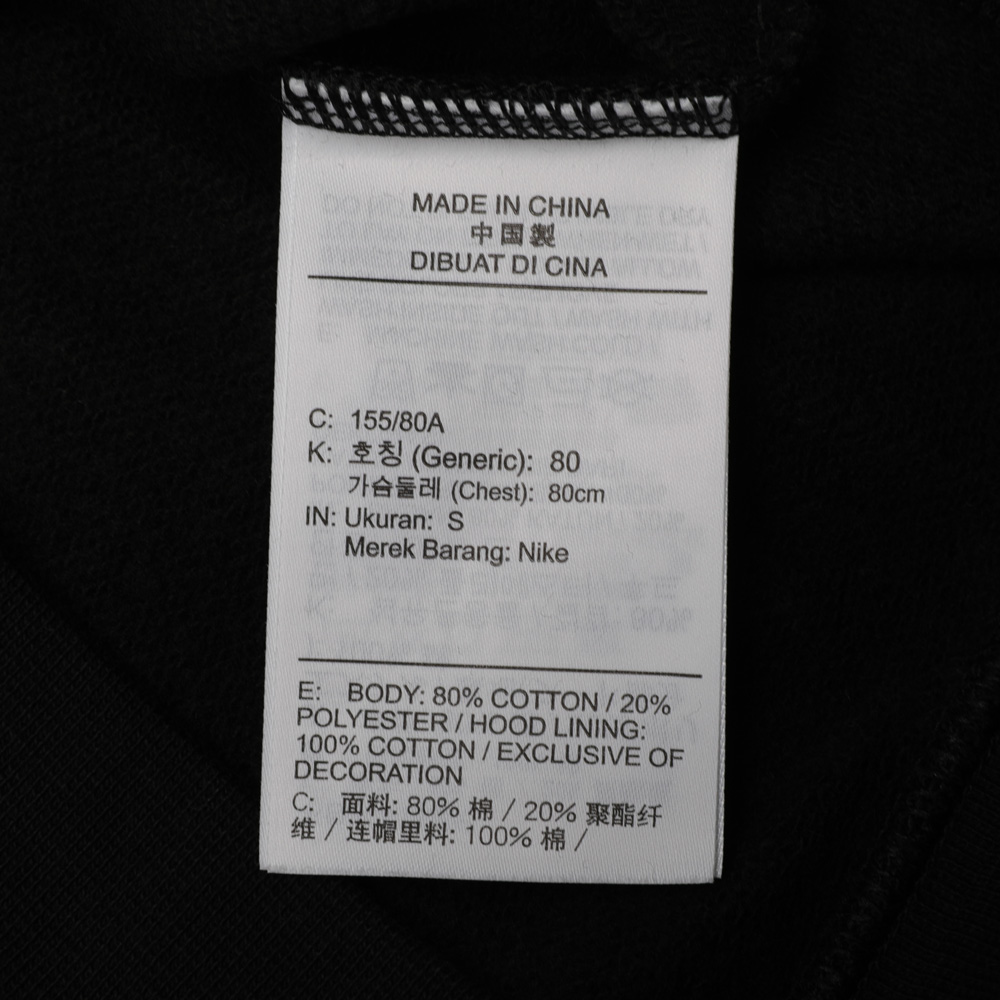 MADE IN CHINA
中国製
DIBUAT DI CINA
C: 155/80A
K: 호칭 (Generic): 80
가슴둘레 (Chest): 80cm
IN: Ukuran: S
Merek Barang: Nike
E: BODY: 80% COTTON / 20%
POLYESTER / HOOD LINING:
100% COTTON / EXCLUSIVE OF
DECORATION
C: 面料: 80% 棉 / 20% 聚酯纤
维 / 连帽里料: 100% 棉 /